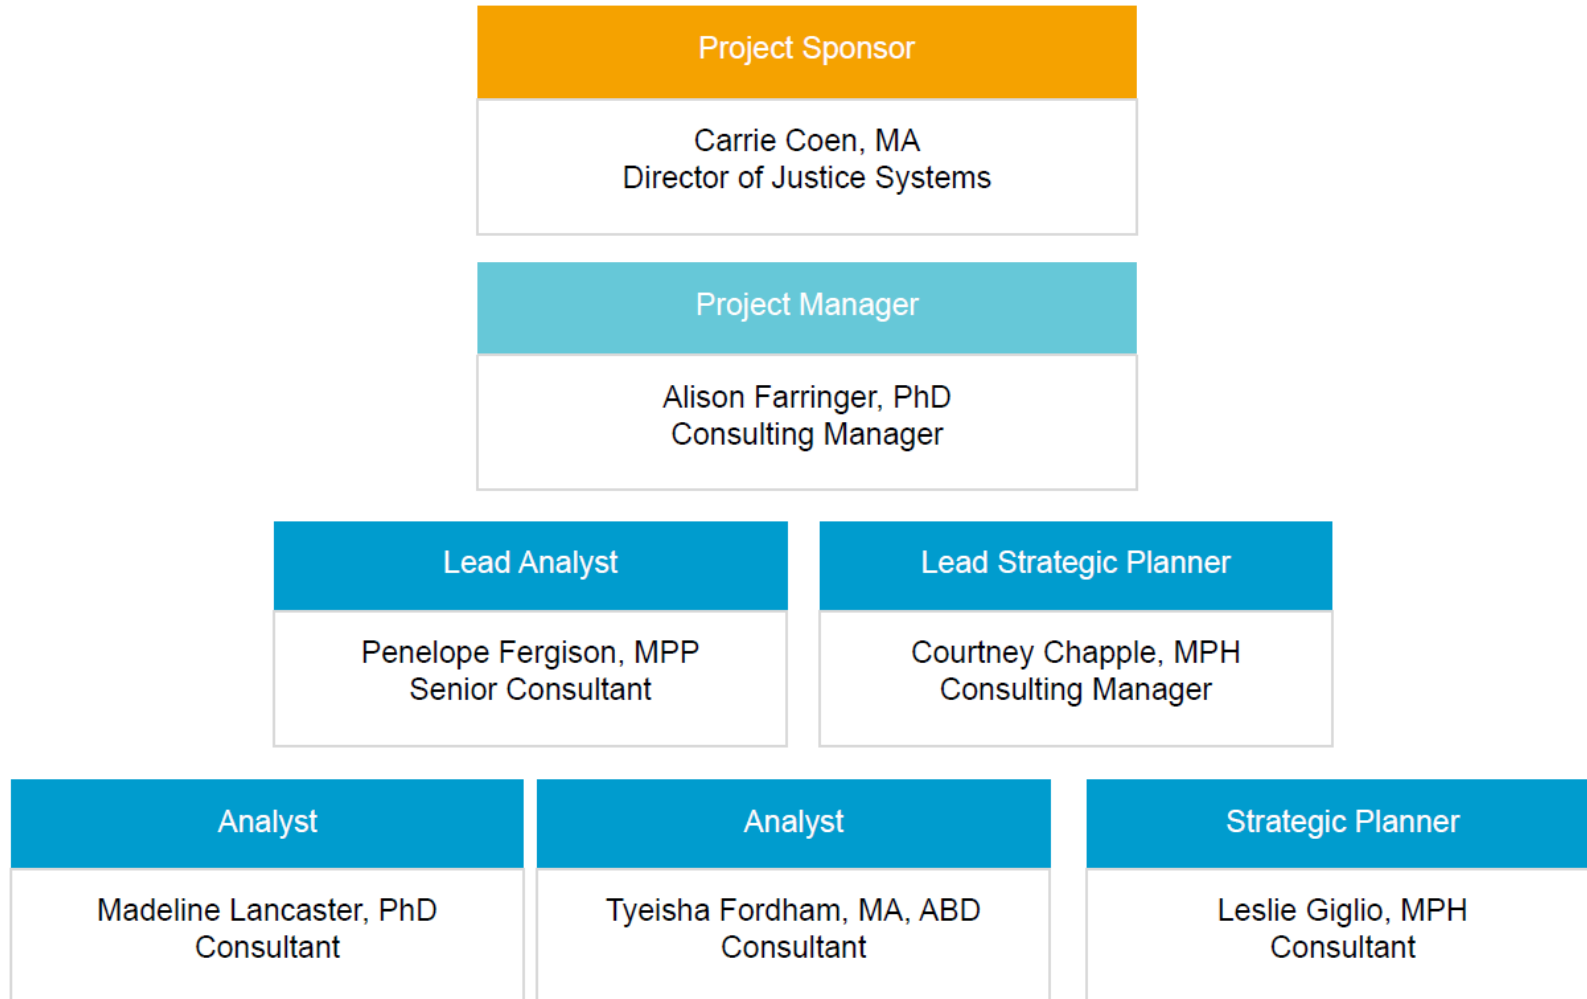 Project Sponsor
Carrie Coen, MA
Director of Justice Systems
Project Manager
Alison Farringer, PhD
Consulting Manager
Lead Analyst
Penelope Fergison, MPP
Senior Consultant
Lead Strategic Planner
Courtney Chapple, MPH
Consulting Manager
Analyst
Madeline Lancaster, PhD
Consultant
Analyst
Tyeisha Fordham, MA, ABD
Consultant
Strategic Planner
Leslie Giglio, MPH
Consultant